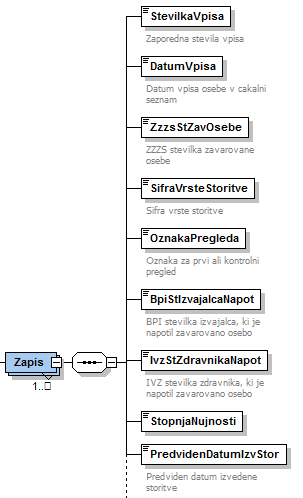 StevilkaVpisa
Zaporedna stevila vpisa
DatumVpisa
Datum vpisa osebe v cakalni
seznam
ZzzsStZavOsebe
ZZZS stevilka zavarovane
osebe
SifraVrsteStoritve
Sifra vrste storitve
OznakaPregleda
Oznaka za prvi ali kontrolni
pregled
BpiStIzvajalcaNapot
BPI stevilka izvajalca, ki je
napotil zavarovano osebo
Zapis
1..
IvzStZdravnikaNapot
IVZ stevilka zdravnika, ki je
napotil zavarovano osebo
StopnjaNujnosti
PredvidenDatumIzvStor
Predviden datum izvedene
storitve